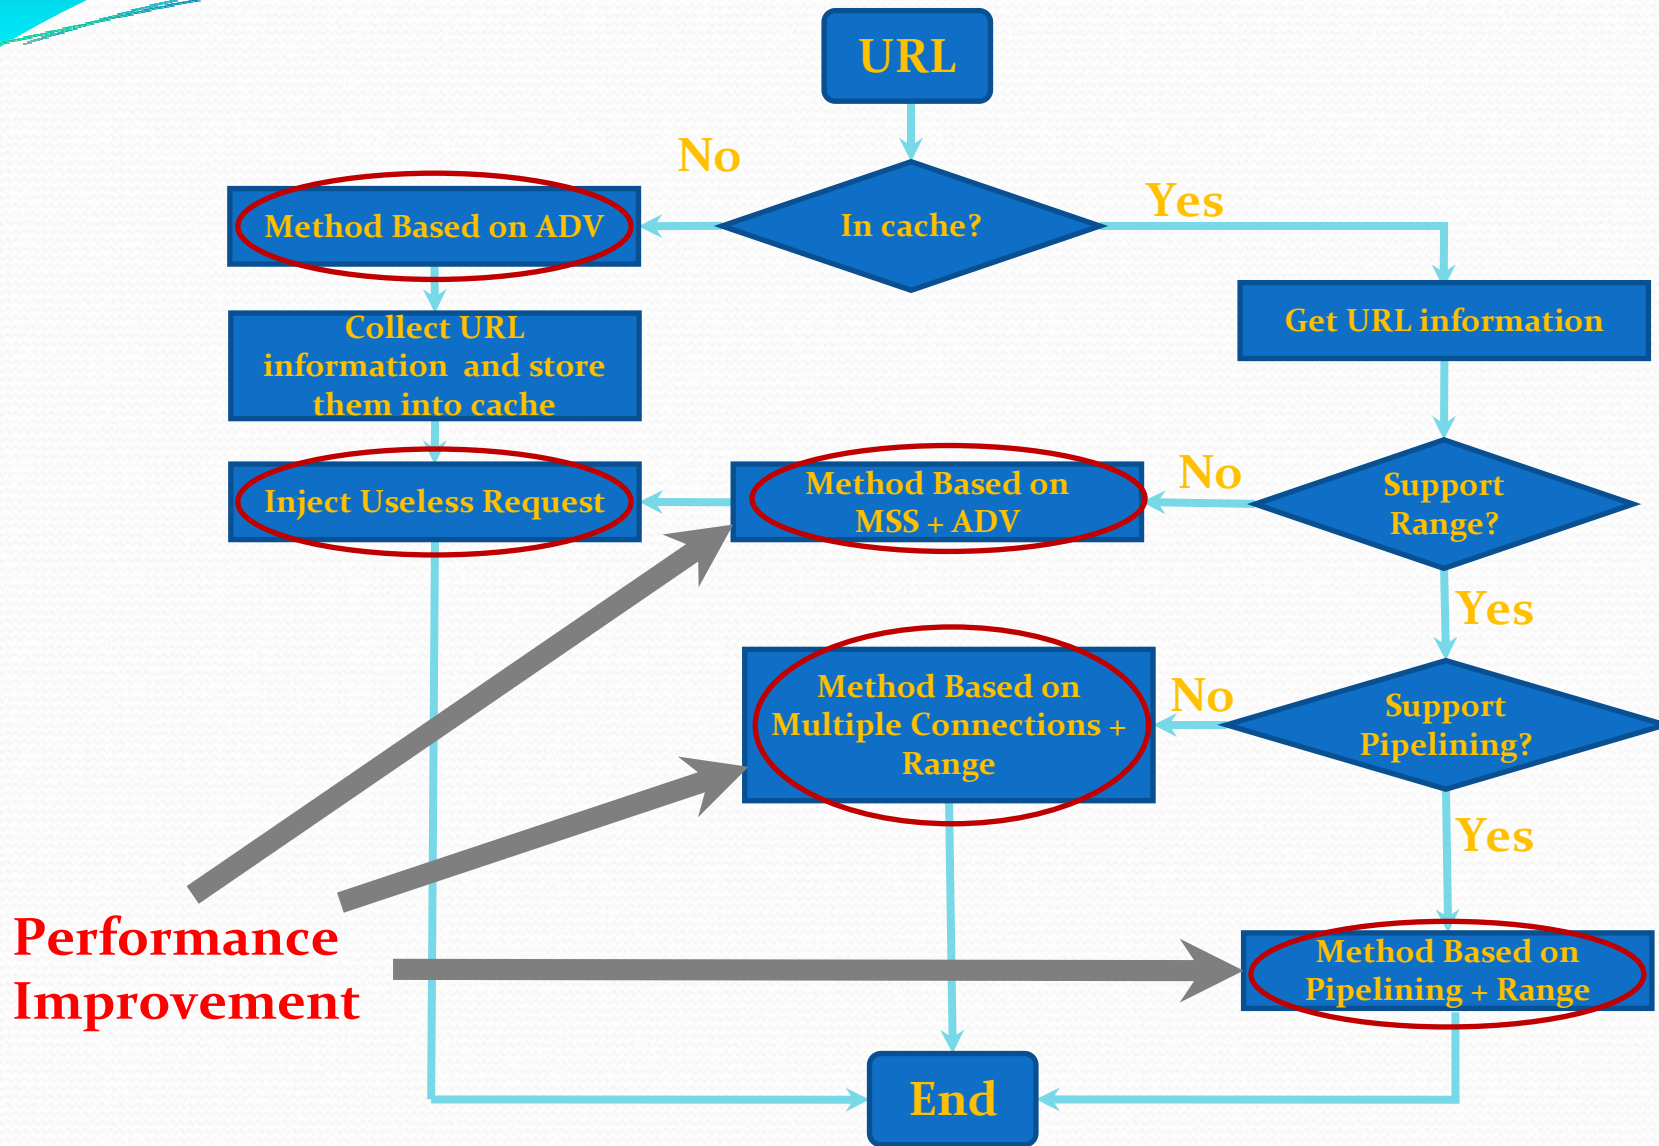 URL
No
Yes
In cache?
Method Based on ADV
Get URL information
Collect URL
information and store
them into cache
Support
Range?
No
Method Based on
MSS + ADV
Inject Useless Request
Yes
Support
Pipelining?
No
Method Based on
Multiple Connections +
Range
Yes
Performance
Improvement
Method Based on
Pipelining + Range
End